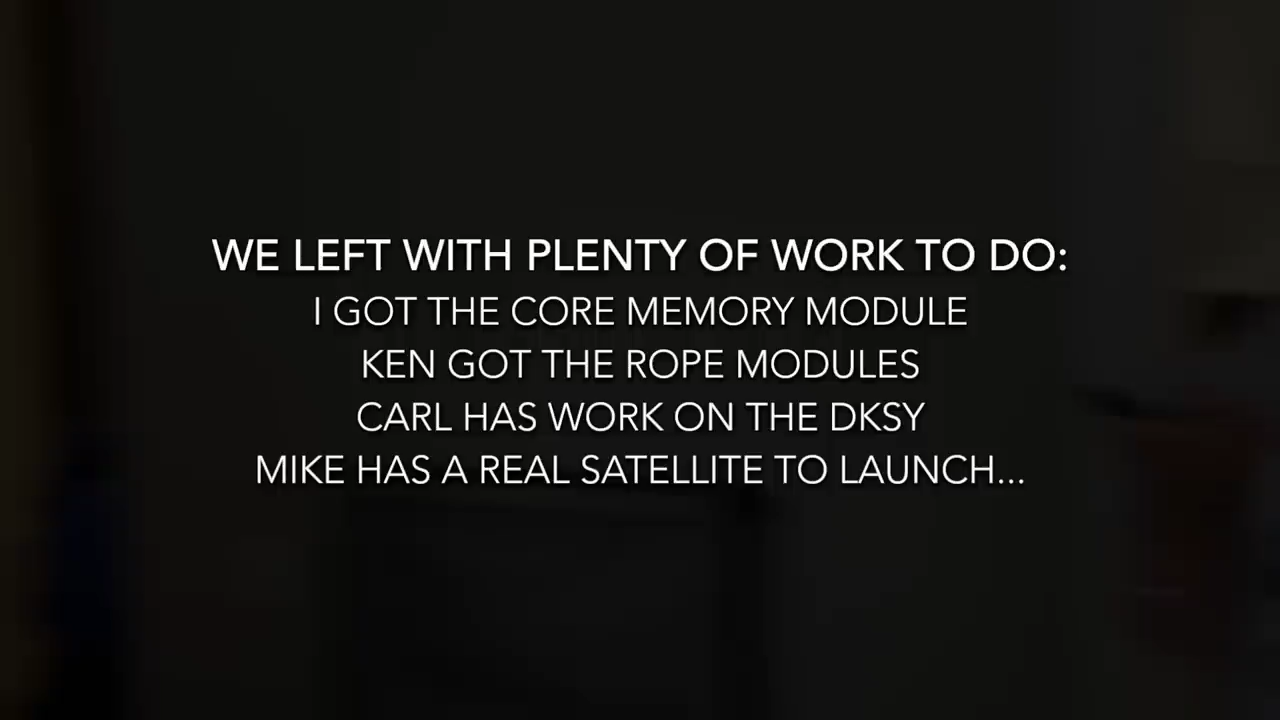 WE LEFT WITH PLENTY OF WORK TO DO:
I GOT THE CORE MEMORY MODULE
KEN GOT THE ROPE MODULES
CARL HAS WORK ON THE DKSY
MIKE HAS A REAL SATELLITE TO LAUNCH...